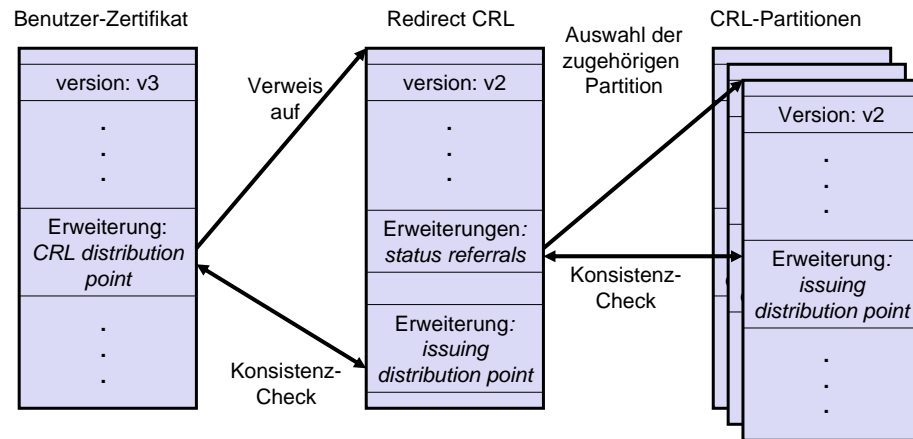 Benutzer-Zertifikat
version: v3
.
.
.
Erweiterung:
CRL distribution
point
.
.
.
Verweis
auf
Konsistenz-
Check
Redirect CRL
version: v2
.
.
.
Erweiterungen:
status referrals
Erweiterung:
issuing
distribution point
Auswahl der
zugehörigen
Partition
Konsistenz-
Check
CRL-Partitionen
Version: v2
.
.
.
Erweiterung:
issuing
distribution point
.
.
.